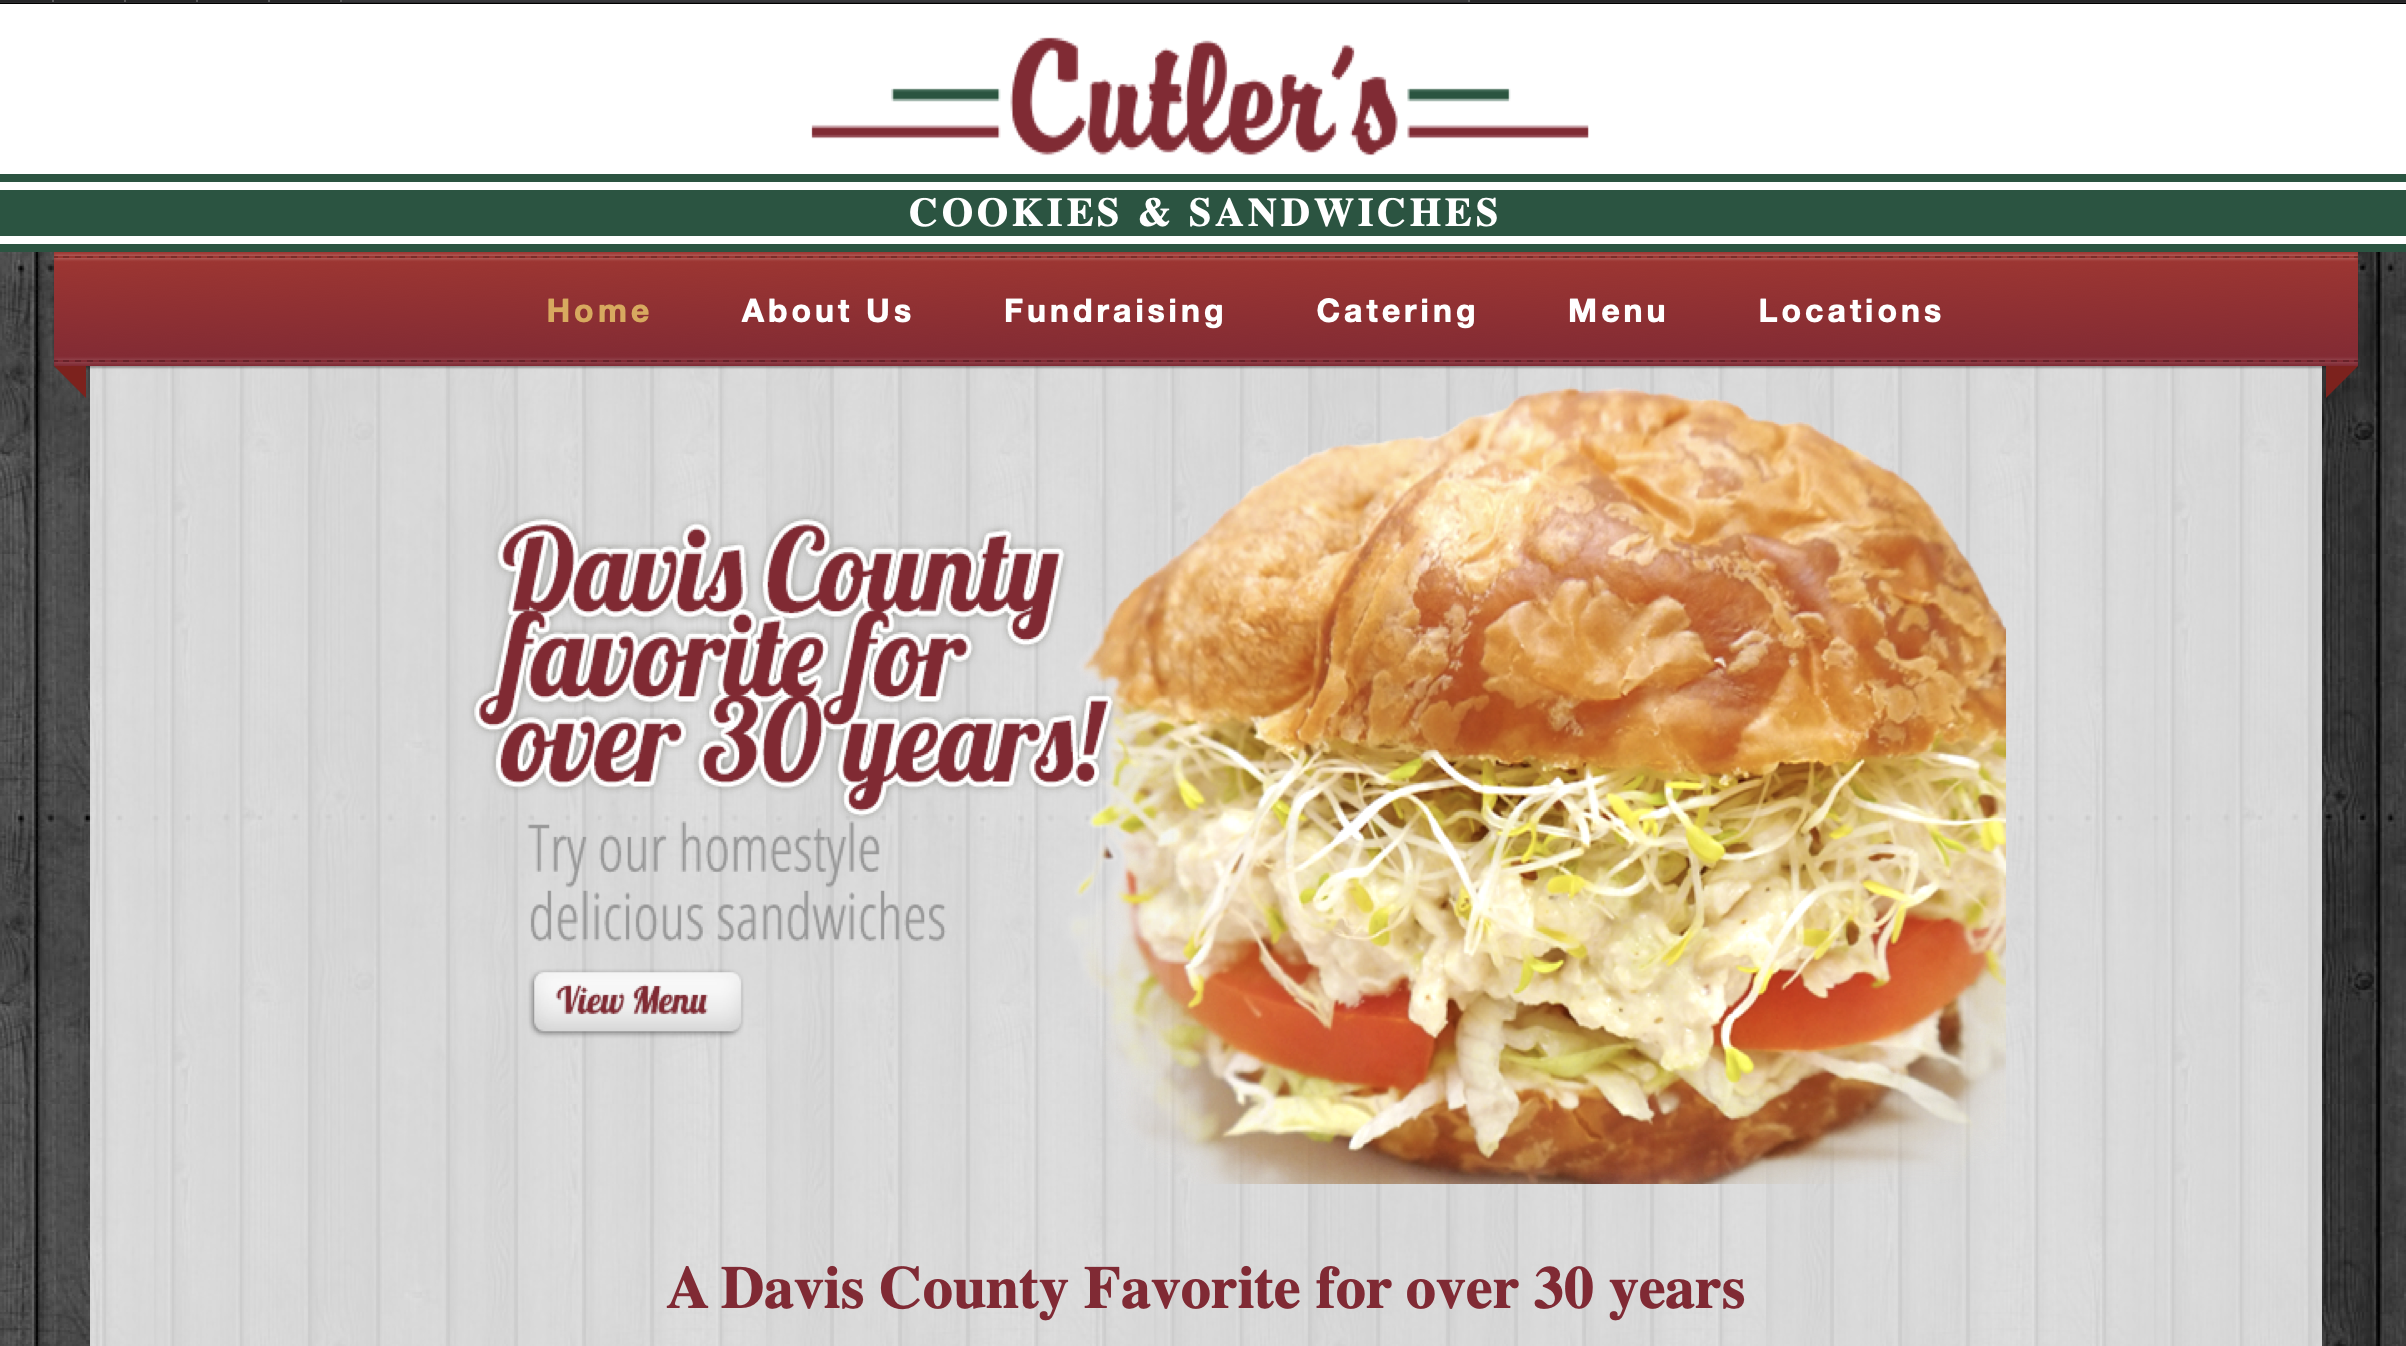 Cutler's
COOKIES & SANDWICHES
Home About Us Fundraising Catering Menu Locations
Davis County
favorite for
over 30 years!
Try our homestyle
delicious sandwiches
View Menu
A Davis County Favorite for over 30 years